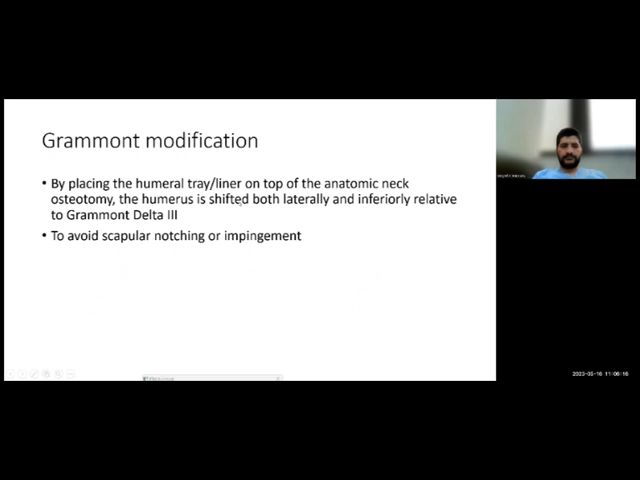 Grammont modification
• By placing the humeral tray/liner on top of the anatomic neck
osteotomy, the humerus is shifted both laterally and inferiorly relative
to Grammont Delta III
• To avoid scapular notching or impingement
2023-05-16 11:06:16